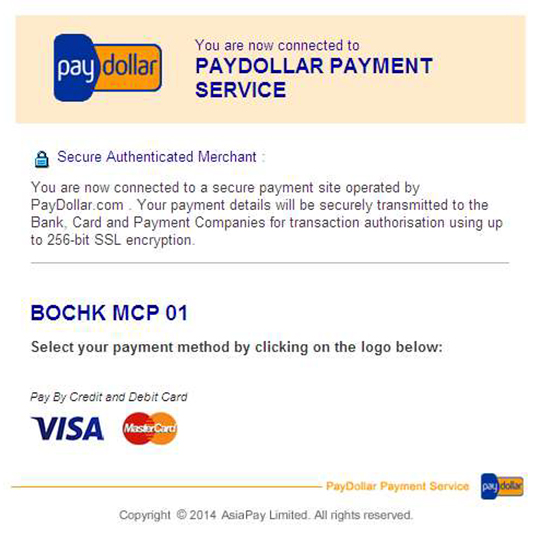 pay dollar
You are now connected to
PAYDOLLAR PAYMENT
SERVICE
Secure Authenticated Merchant :
You are now connected to a secure payment site operated by
PayDollar.com . Your payment details will be securely transmitted to the
Bank, Card and Payment Companies for transaction authorisation using up
to 256-bit SSL encryption.
BOCHK MCP 01
Select your payment method by clicking on the logo below:
Pay By Credit and Debit Card
VISA MasterCard
PayDollar Payment Service pay dollar
Copyright © 2014 AsiaPay Limited. All rights reserved.